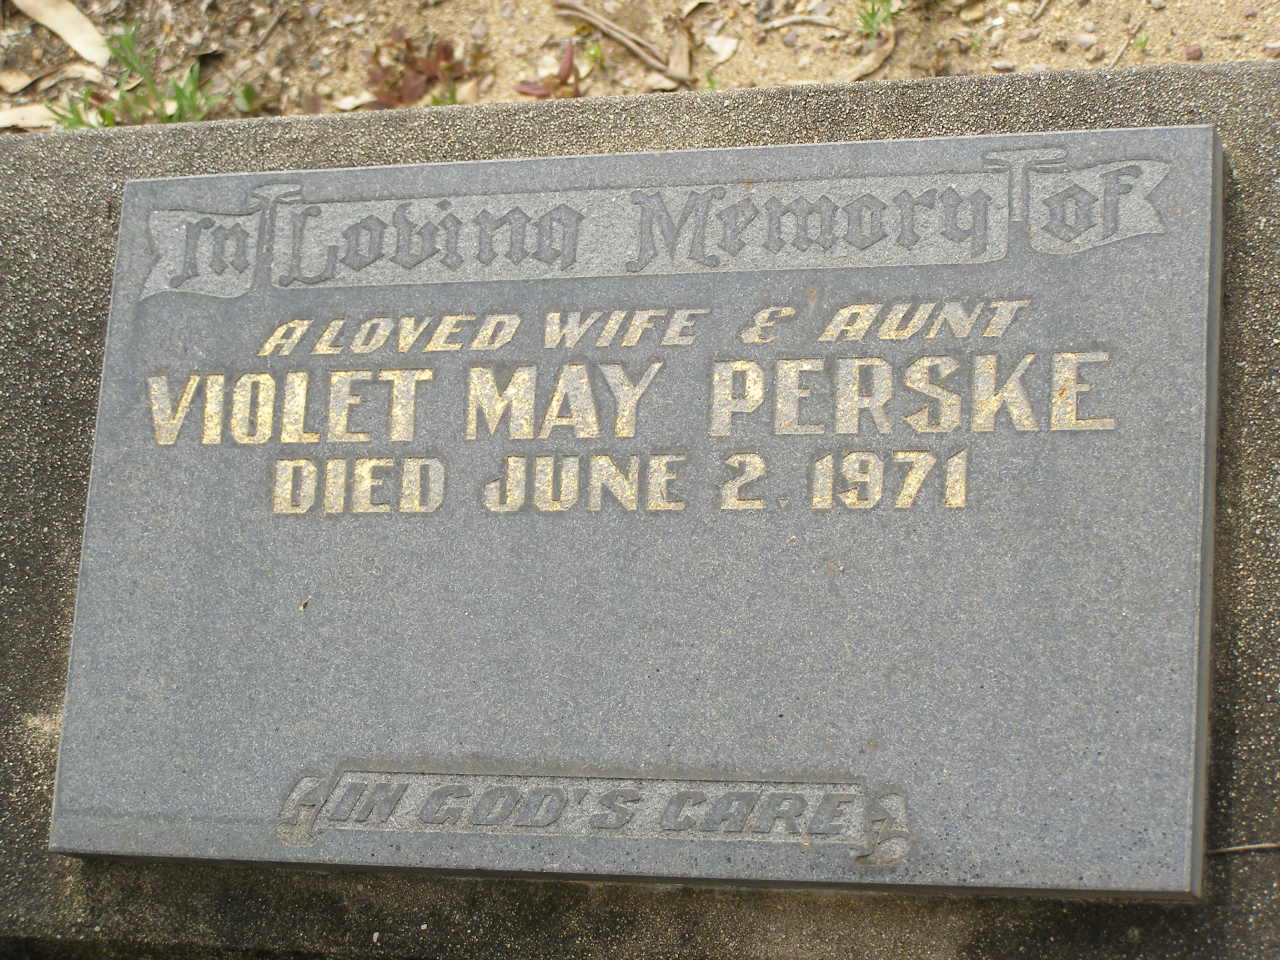 In Loving Memory of
A LOVED WIFE & AUNT
VIOLET MAY PERSKE
DIED JUNE 2. 1971
IN GOD'S CARE